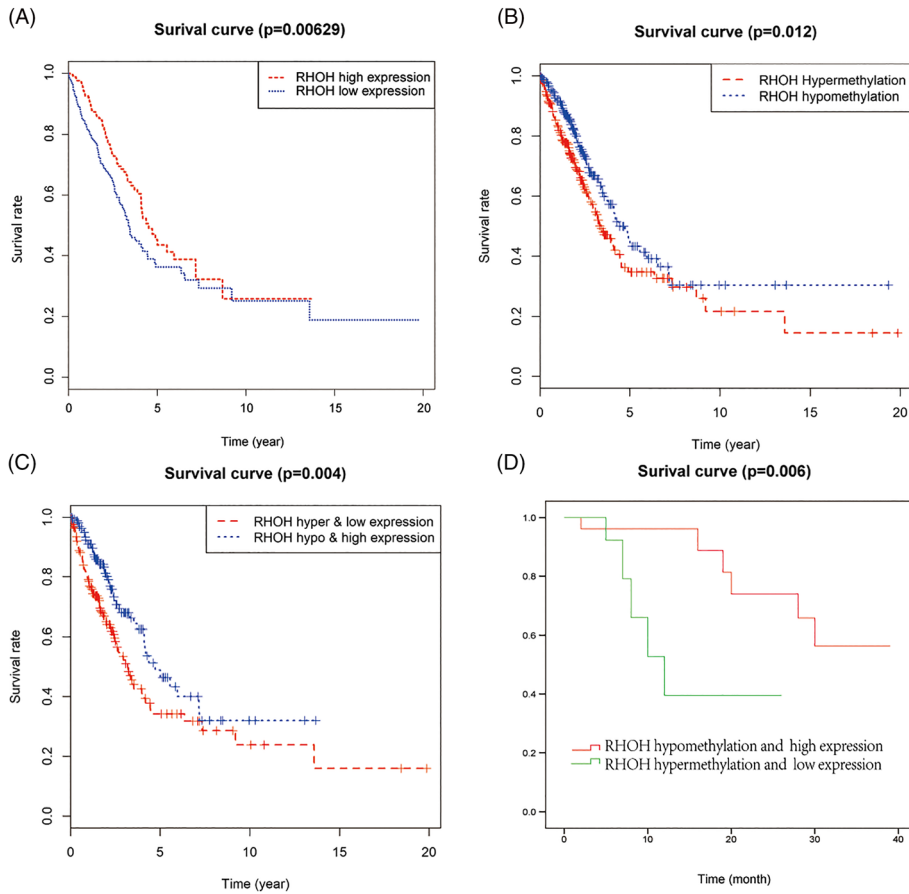 (A)
Surival curve (p=0.00629)
RHOH high expression
RHOH low expression
Surival rate
1.0
0.8
0.6
0.4
0.2
0.0
0 5 10 15 20
Time (year)
(B)
Surival curve (p=0.012)
RHOH Hypermethylation
RHOH hypomethylation
Survival rate
1.0
0.8
0.6
0.4
0.2
0.0
0 5 10 15 20
Time (year)
(C)
Survival curve (p=0.004)
RHOH hyper & low expression
RHOH hypo & high expression
Survival rate
1.0
0.8
0.6
0.4
0.2
0.0
0 5 10 15 20
Time (year)
(D)
Surival curve (p=0.006)
1.0
0.8
0.6
0.4
0.2
0.0
RHOH hypomethylation and high expression
RHOH hypermethylation and low expression
0 10 20 30 40
Time (month)